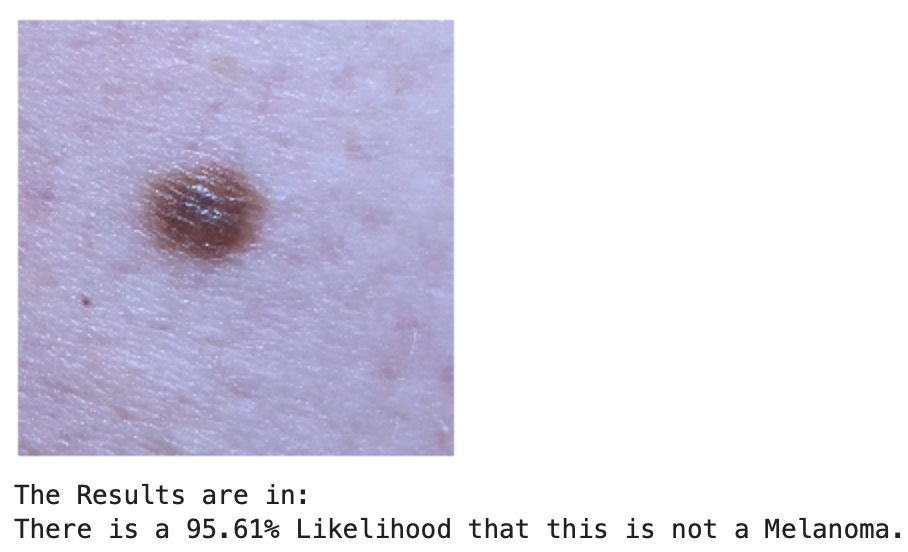 The Results are in:
There is a 95.61% Likelihood that this is not a Melanoma.